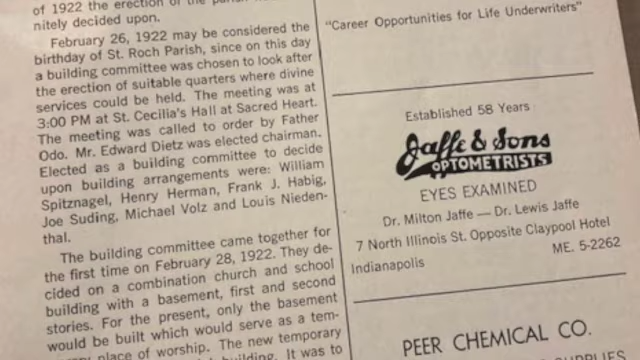 of 1922 the erection of
nitely decided upon.
February 26, 1922 may be considered the
birthday of St. Roch Parish, since on this day
a building committee was chosen to look after
the erection of suitable quarters where divine
services could be held. The meeting was at
3:00 PM at St. Cecilia's Hall at Sacred Heart.
The meeting was called to order by Father
Odo. Mr. Edward Dietz was elected chairman.
Elected as a building committee to decide
upon building arrangements were: William
Spitznagel, Henry Herman, Frank J. Habig,
Joe Suding, Michael Volz and Louis Nieden-
thal.
The building committee came together for
the first time on February 28, 1922. They de-
cided on a combination church and school
building with a basement, first and second
stories. For the present, only the basement
would be built which would serve as a tem-
place of worship. The new temporary
building. It was to
"Career Opportunities for Life Underwriters"
Established 58 Years
Jaffe & Sons
OPTOMETRISTS
EYES EXAMINED
Dr. Milton Jaffe — Dr. Lewis Jaffe
7 North Illinois St. Opposite Claypool Hotel
Indianapolis ME. 5-2262
PEER CHEMICAL CO.
SUPPLIES